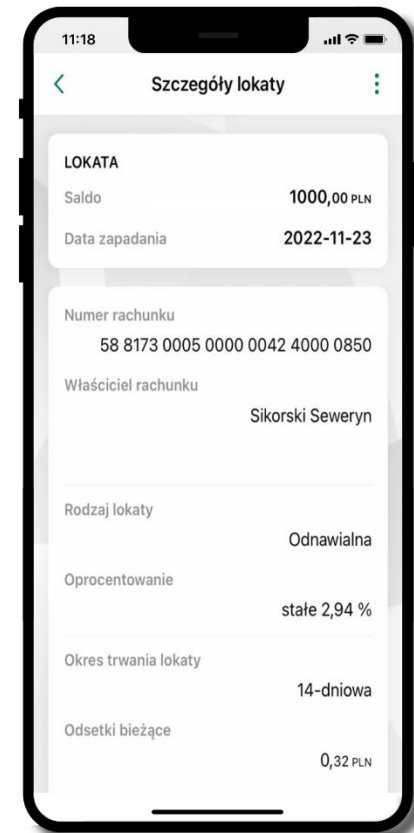 11:18
Szczegóły lokaty
LOKATA
Saldo 1000,00 PLN
Data zapadania 2022-11-23
Numer rachunku
58 8173 0005 0000 0042 4000 0850
Właściciel rachunku
Sikorski Seweryn
Rodzaj lokaty
Odnawialna
Oprocentowanie
stałe 2,94 %
Okres trwania lokaty
14-dniowa
Odsetki bieżące
0,32 PLN